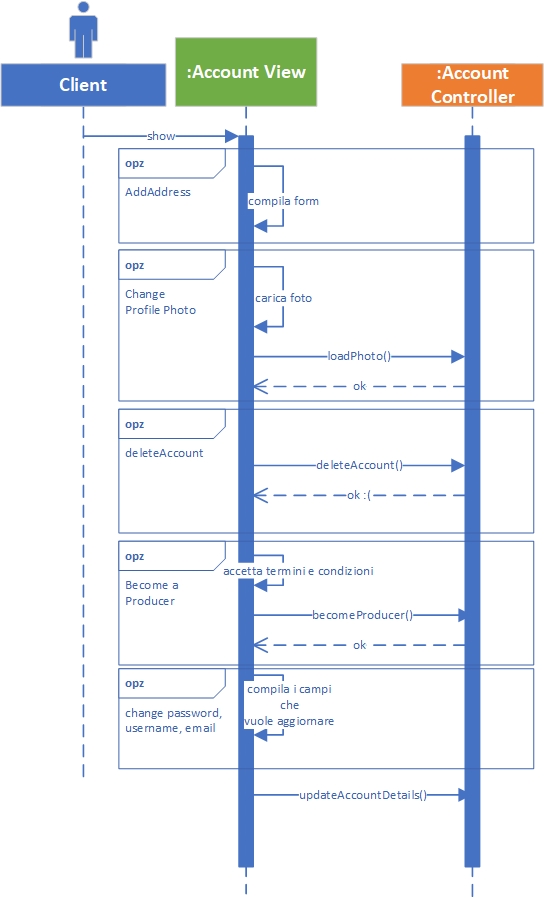 Client
:Account View
:Account
Controller
show
opz
AddAddress
compila form
opz
Change
Profile Photo
carica foto
loadPhoto()
ok
opz
deleteAccount
deleteAccount()
ok :(
opz
Become a
Producer
accetta termini e condizioni
becomeProducer()
ok
opz
change password,
username, email
compila i campi
che
vuole aggiornare
updateAccountDetails()